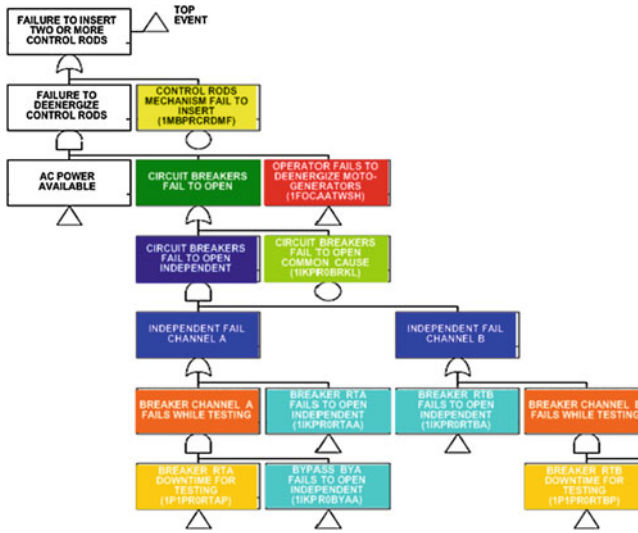 FAILURE TO INSERT
TWO OR MORE
CONTROL RODS
TOP
EVENT
FAILURE TO
DEENERGIZE
CONTROL RODS
CONTROL RODS
MECHANISM FAIL TO
INSERT
(1MBPRCRDMF)
AC POWER
AVAILABLE
CIRCUIT BREAKERS
FAIL TO OPEN
OPERATOR FAILS TO
DEENERGIZE MOTO-
GENERATORS
(1FOCAATWSH)
CIRCUIT BREAKERS
FAIL TO OPEN
INDEPENDENT
CIRCUIT BREAKERS
FAIL TO OPEN
COMMON CAUSE
(1IKPR0BRKL)
INDEPENDENT FAIL
CHANNEL A
INDEPENDENT FAIL
CHANNEL B
BREAKER CHANNEL A
FAILS WHILE TESTING
BREAKER RTA
FAILS TO OPEN
INDEPENDENT
(1IKPR0RTAA)
BREAKER RTB
FAILS TO OPEN
INDEPENDENT
(1IKPR0RTBA)
BREAKER CHANNEL
FAILS WHILE TESTING
BREAKER RTA
DOWNTIME FOR
TESTING
(1P1PR0RTAP)
BYPASS BYA
FAILS TO OPEN
INDEPENDENT
(1IKPR0BYAA)
BREAKER RTB
DOWNTIME FOR
TESTING
(1P1PR0RTBP)